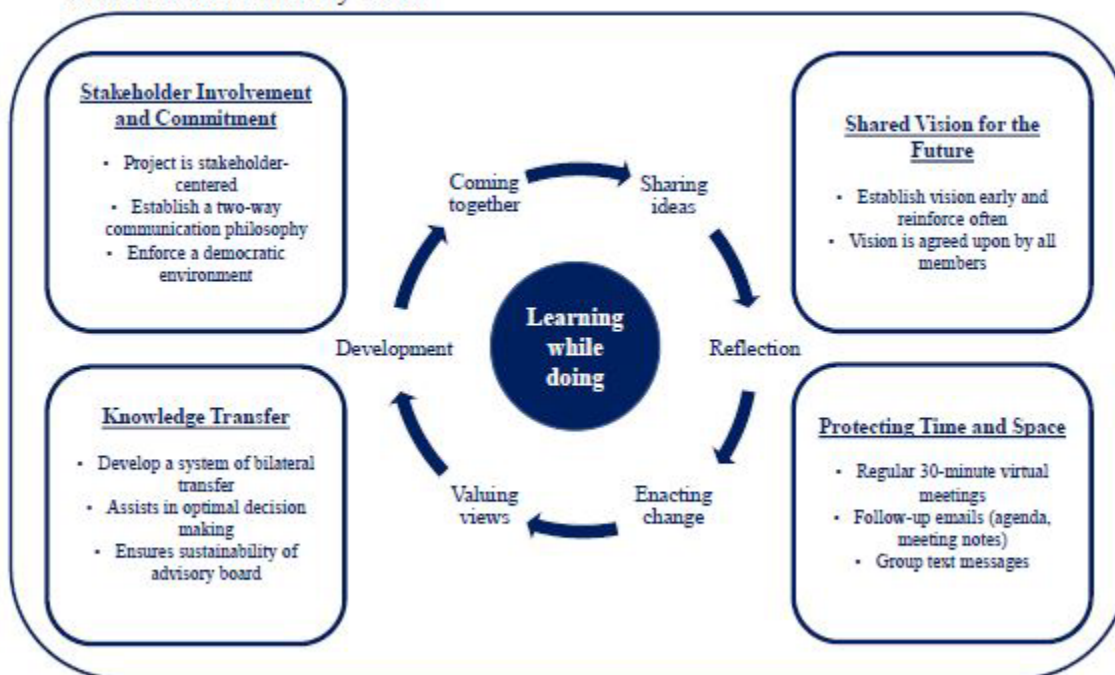 Stakeholder Involvement
and Commitment
• Project is stakeholder-
centered
• Establish a two-way
communication philosophy
• Enforce a democratic
environment
Knowledge Transfer
• Develop a system of bilateral
transfer
• Assists in optimal decision
making
• Ensures sustainability of
advisory board
Coming
together
Sharing
ideas
Reflection
Enacting
change
Valuing
views
Development
Learning
while
doing
Shared Vision for the
Future
• Establish vision early and
reinforce often
• Vision is agreed upon by all
members
Protecting Time and Space
• Regular 30-minute virtual
meetings
• Follow-up emails (agenda,
meeting notes)
• Group text messages